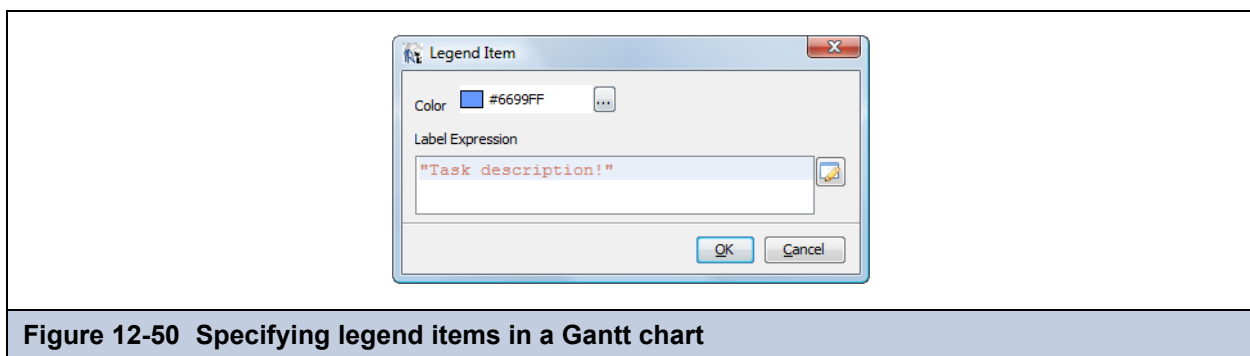 Legend Item
Color #6699FF ...
Label Expression
"Task description!"
OK Cancel
Figure 12-50 Specifying legend items in a Gantt chart